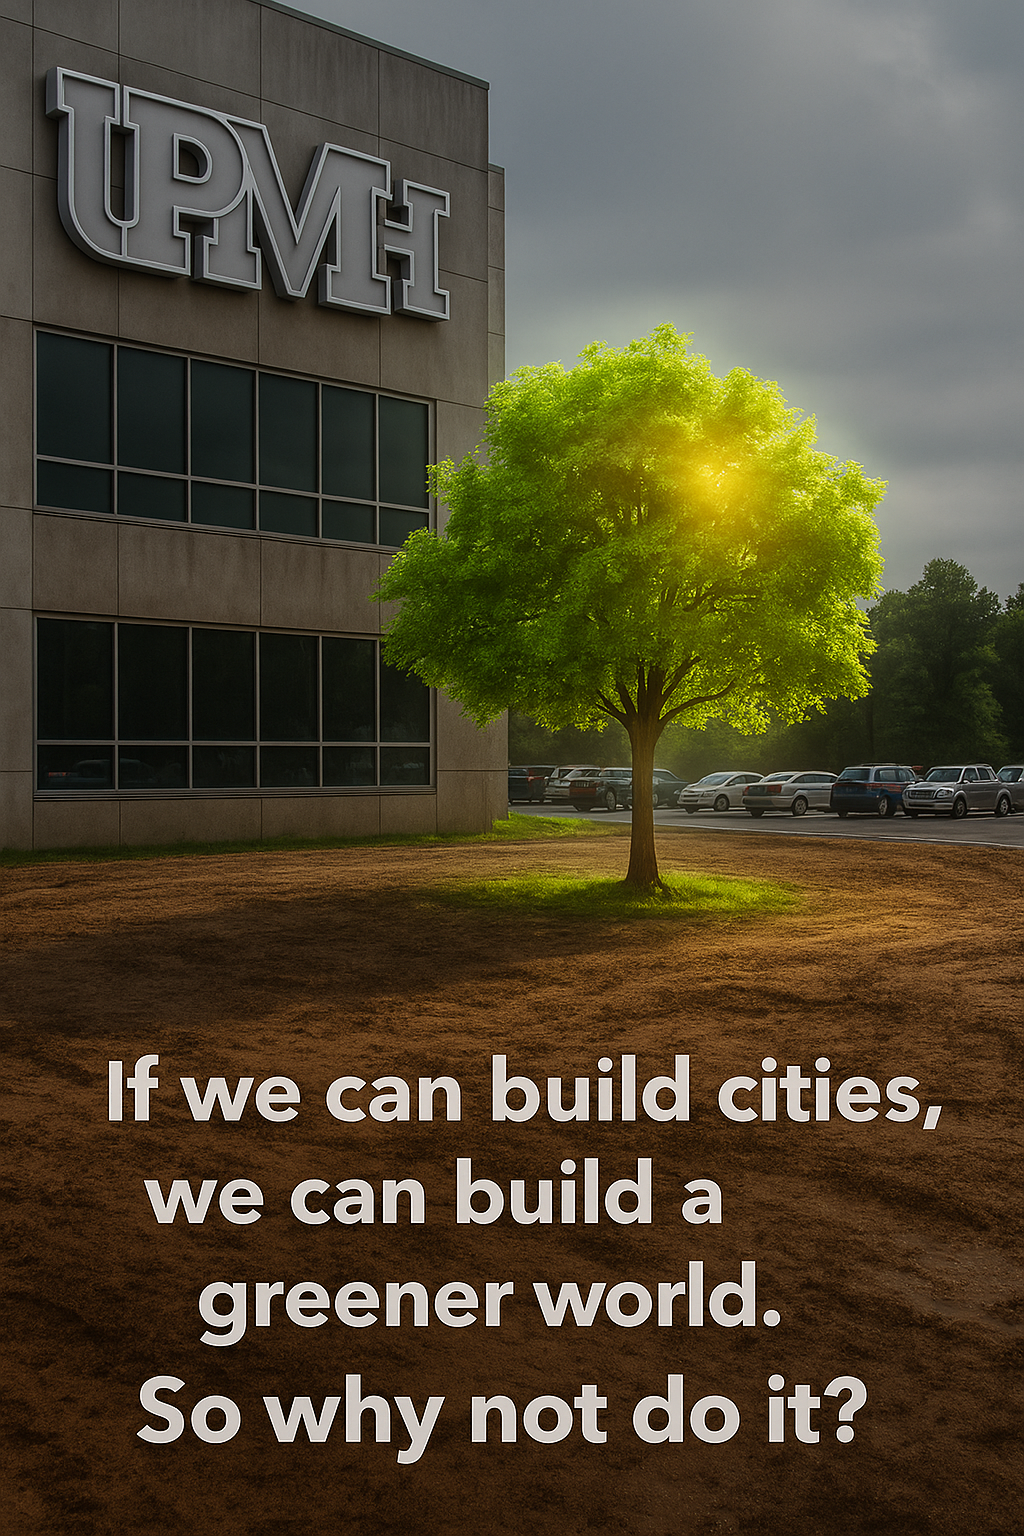 UPMH
If we can build cities,
we can build a
greener world.
So why not do it?